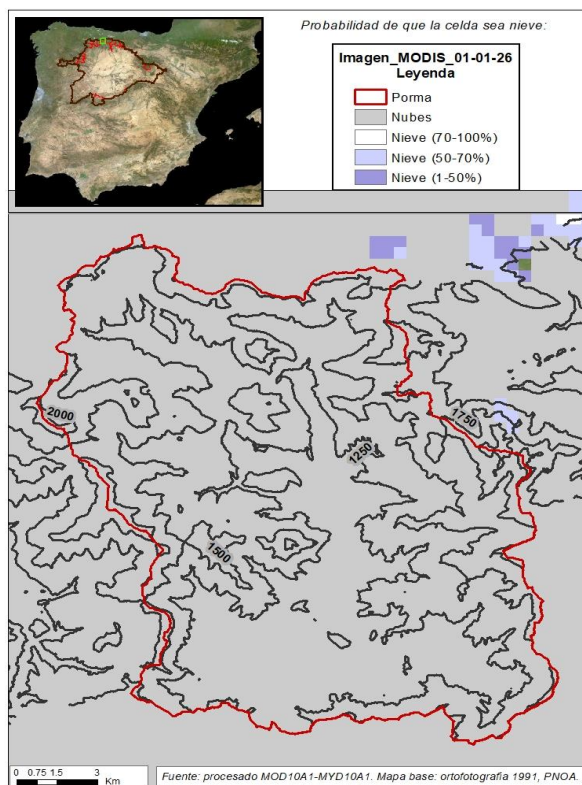 Probabilidad de que la celda sea nieve:
Imagen_MODIS_01-01-26
Leyenda
Porma
Nubes
Nieve (70-100%)
Nieve (50-70%)
Nieve (1-50%)
2000
1750
1250
1500
0 0.75 1.5 3
Km
Fuente: procesado MOD10A1-MYD10A1. Mapa base: ortofotografía 1991, PNOA.